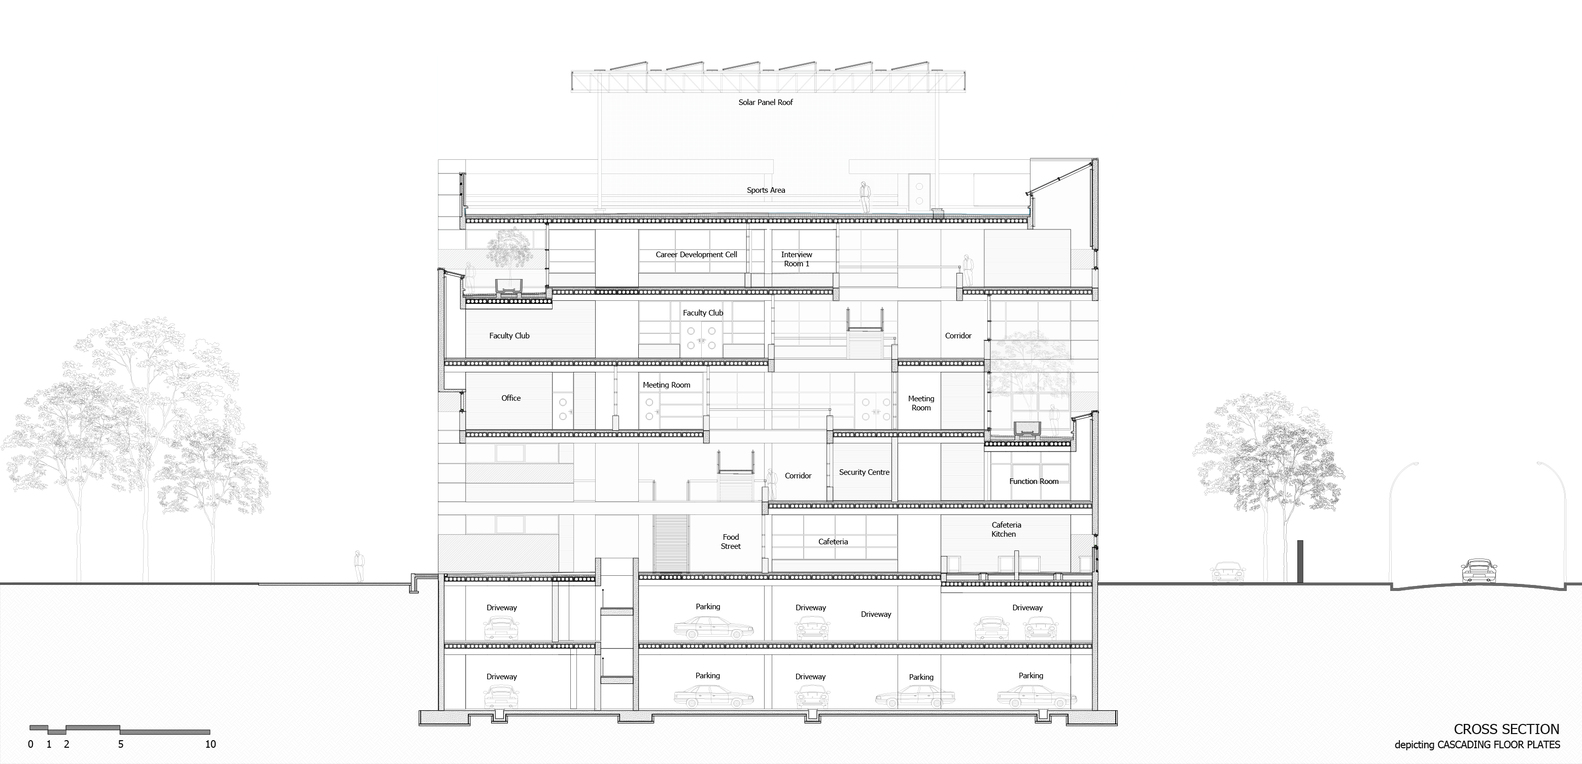 Solar Panel Roof
Sports Area
Career Development Cell
Interview
Room 1
Faculty Club
Faculty Club
Corridor
Office
Meeting Room
Meeting
Room
Corridor
Security Centre
Function Room
Food
Street
Cafeteria
Cafeteria
Kitchen
Driveway
Parking
Driveway
Driveway
Driveway
Driveway
Parking
Driveway
Parking
Parking
0 1 2 5 10
CROSS SECTION
depicting CASCADING FLOOR PLATES